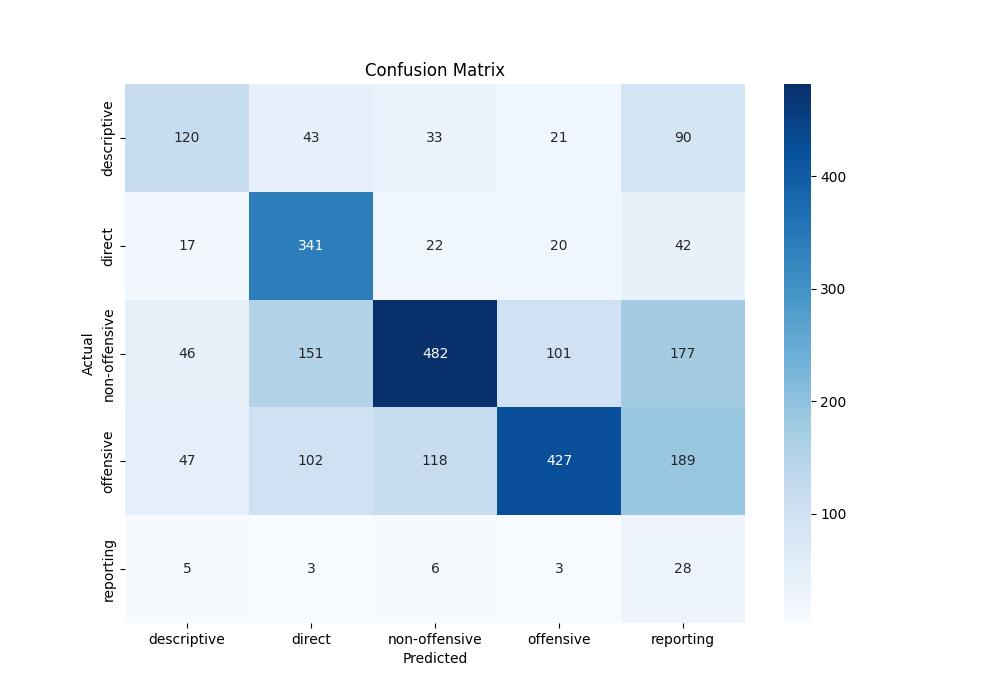 Confusion Matrix
descriptive 120 43 33 21 90
direct 17 341 22 20 42
non-offensive 46 151 482 101 177
offensive 47 102 118 427 189
reporting 5 3 6 3 28
descriptive direct non-offensive offensive reporting
Predicted
Actual
400
300
200
100